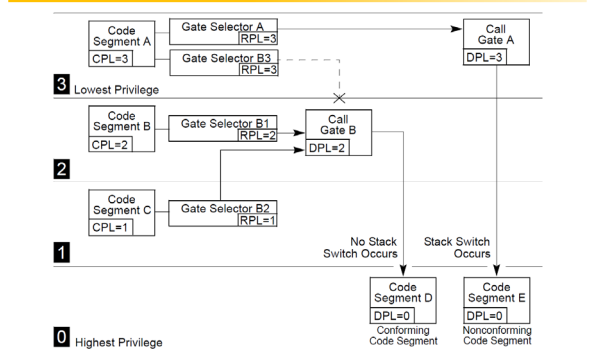 Code
Segment A
CPL=3
Gate Selector A
RPL=3
Gate Selector B3
RPL=3
Call
Gate A
DPL=3
3 Lowest Privilege
Code
Segment B
CPL=2
Gate Selector B1
RPL=2
Call
Gate B
DPL=2
2
Code
Segment C
CPL=1
Gate Selector B2
RPL=1
No Stack
Switch Occurs
Stack Switch
Occurs
1
Code
Segment D
DPL=0
Conforming
Code Segment
Code
Segment E
DPL=0
Nonconforming
Code Segment
0 Highest Privilege